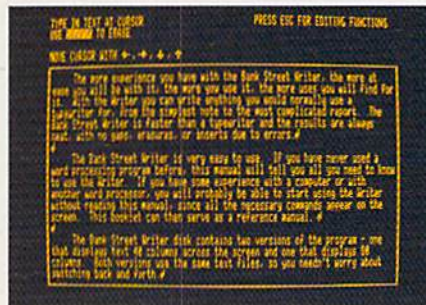 TYPE IN TEXT AT CURSOR PRESS ESC FOR EDITING FUNCTIONS
USE TO ERASE
MOVE CURSOR WITH ←,→,↓,↑
The more experience you have with the Bank Street Writer, the more at
ease you will be with it, the more you use it, the more uses you will find for
it. With the Writer you can write anything you would normally use a
typewriter for, from the simplest note to the most complicated report. The
Bank Street Writer is faster than a typewriter and the results are always
neat, with no gaps, erasures, or inserts due to errors.
The Bank Street Writer is very easy to use. If you have never used a
word processing program before, this manual will tell you all you need to know
to use the Writer. If you have some experience with a computer or with
another word processor, you will probably be able to start using the Writer
without reading this manual, since all the necessary commands appear on the
screen. This booklet can then serve as a reference manual.
The Bank Street Writer disk contains two versions of the program - one
that displays text 40 columns across the screen and one that displays 80
columns. Both versions use the same text files, so you needn't worry about
switching back and forth.